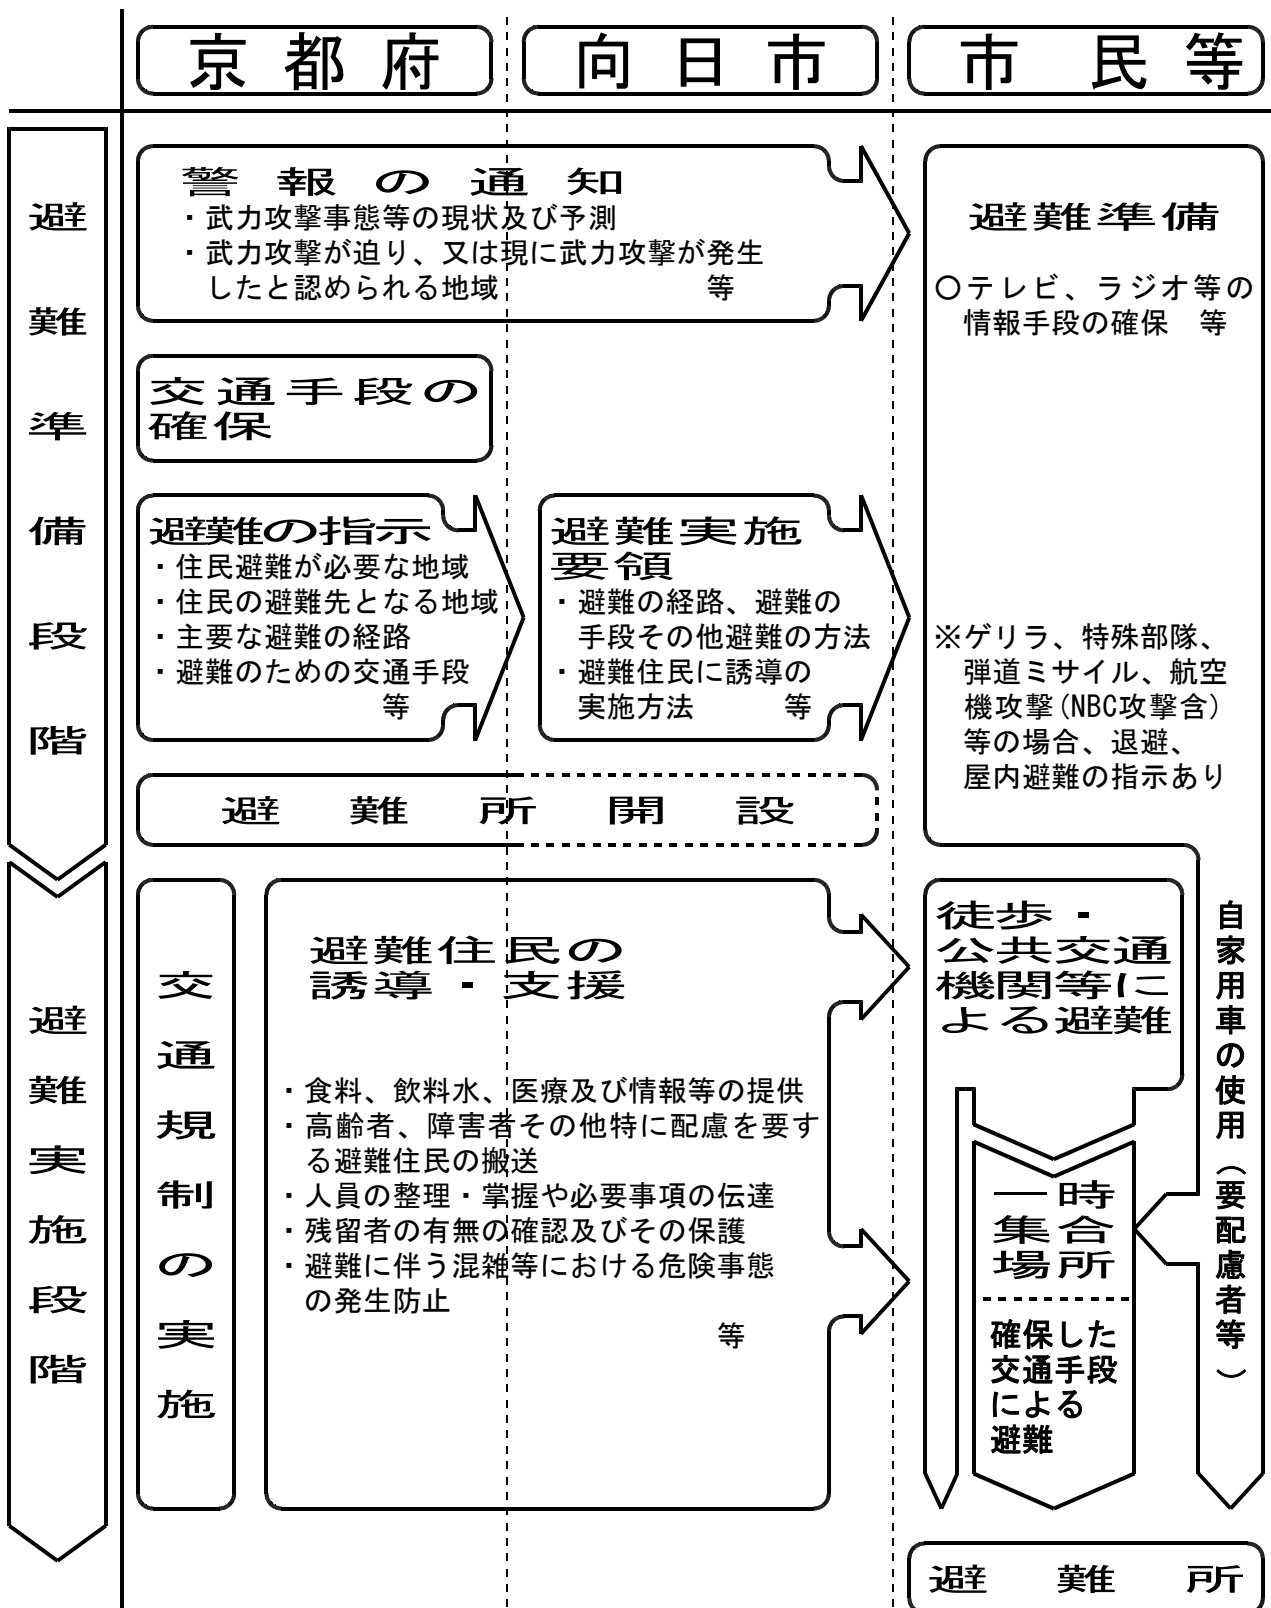 京都府
向日市
市民等
避難準備段階
警報の通知
・武力攻撃事態等の現状及び予測
・武力攻撃が迫り、又は現に武力攻撃が発生
したと認められる地域 等
避難準備
〇テレビ、ラジオ等の
情報手段の確保 等
交通手段の
確保
避難の指示
・住民避難が必要な地域
・住民の避難先となる地域
・主要な避難の経路
・避難のための交通手段
等
避難実施
要領
・避難の経路、避難の
手段その他避難の方法
・避難住民に誘導の
実施方法 等
※ゲリラ、特殊部隊、
弾道ミサイル、航空
機攻撃(NBC攻撃含)
等の場合、退避、
屋内避難の指示あり
避難所開設
避難実施段階
交通規制の実施
避難住民の
誘導・支援
・食料、飲料水、医療及び情報等の提供
・高齢者、障害者その他特に配慮を要す
る避難住民の搬送
・人員の整理・掌握や必要事項の伝達
・残留者の有無の確認及びその保護
・避難に伴う混雑等における危険事態
の発生防止
等
徒歩・
公共交通
機関等に
よる避難
自家用車の使用(要配慮者等)
一時
集合
場所
確保した
交通手段
による
避難
避難所